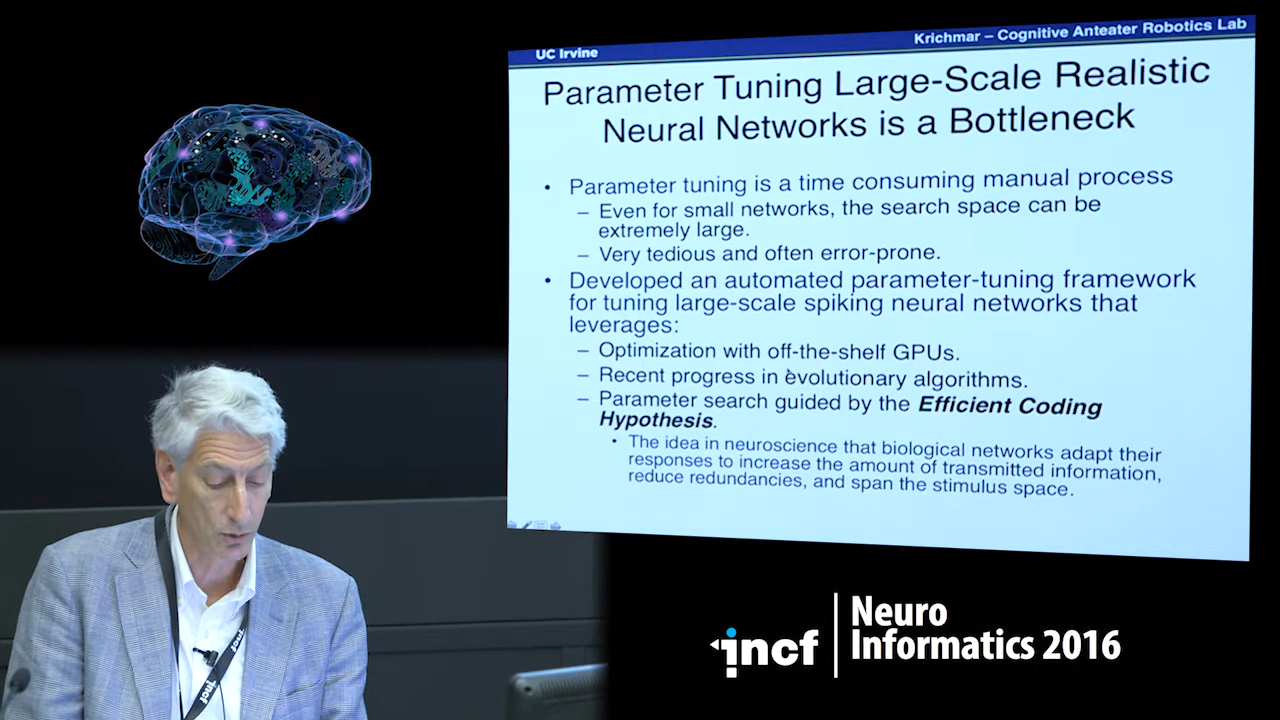 UC Irvine
Krichmar – Cognitive Anteater Robotics Lab
Parameter Tuning Large-Scale Realistic
Neural Networks is a Bottleneck
• Parameter tuning is a time consuming manual process
– Even for small networks, the search space can be
extremely large.
– Very tedious and often error-prone.
• Developed an automated parameter-tuning framework
for tuning large-scale spiking neural networks that
leverages:
– Optimization with off-the-shelf GPUs.
– Recent progress in evolutionary algorithms.
– Parameter search guided by the Efficient Coding
Hypothesis.
• The idea in neuroscience that biological networks adapt their
responses to increase the amount of transmitted information,
reduce redundancies, and span the stimulus space.
incf
incf
Neuro
Informatics 2016